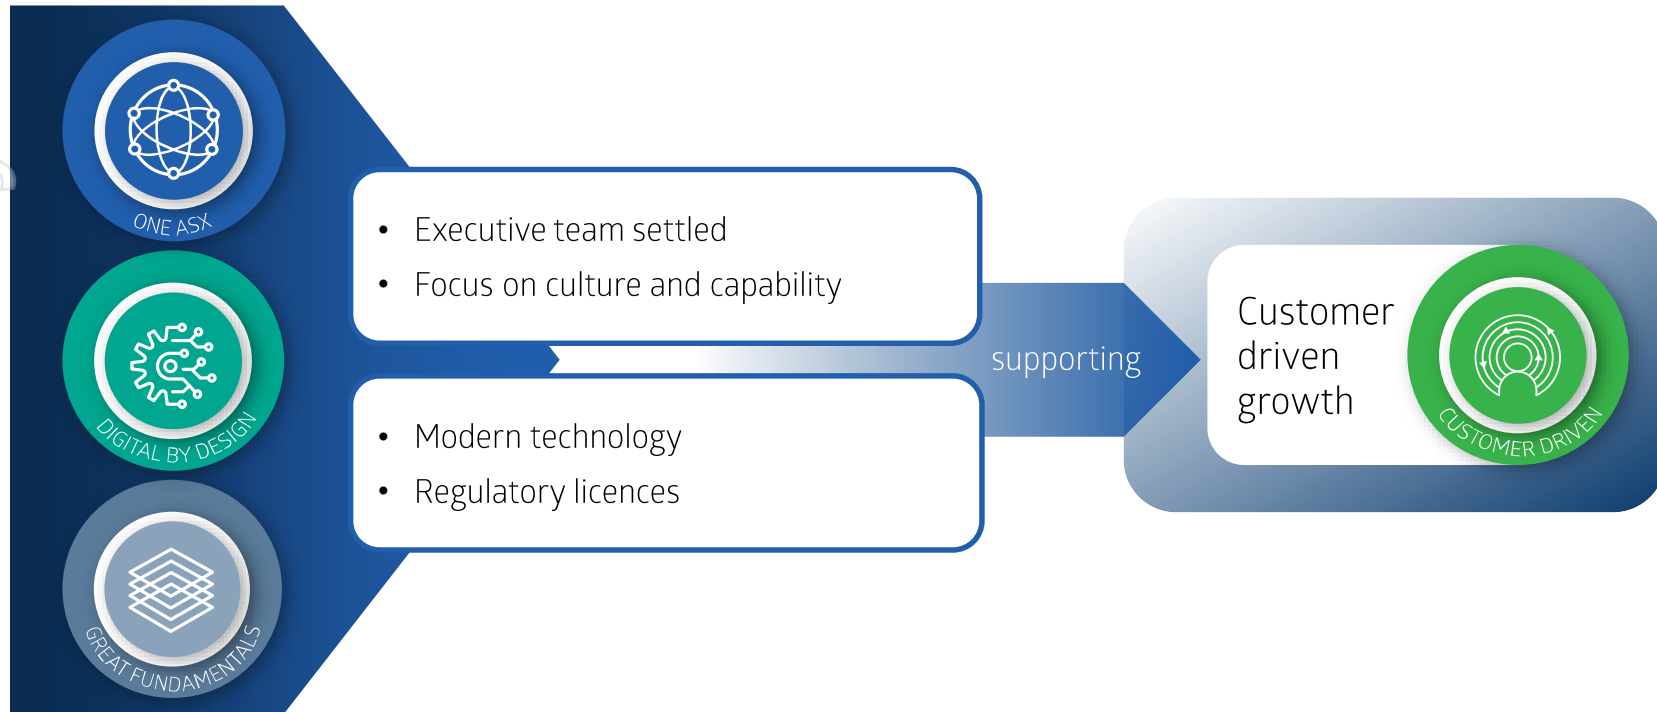 ONE ASX
DIGITAL BY DESIGN
GREAT FUNDAMENTALS
• Executive team settled
• Focus on culture and capability
• Modern technology
• Regulatory licences
supporting
Customer
driven
growth
CUSTOMER DRIVEN